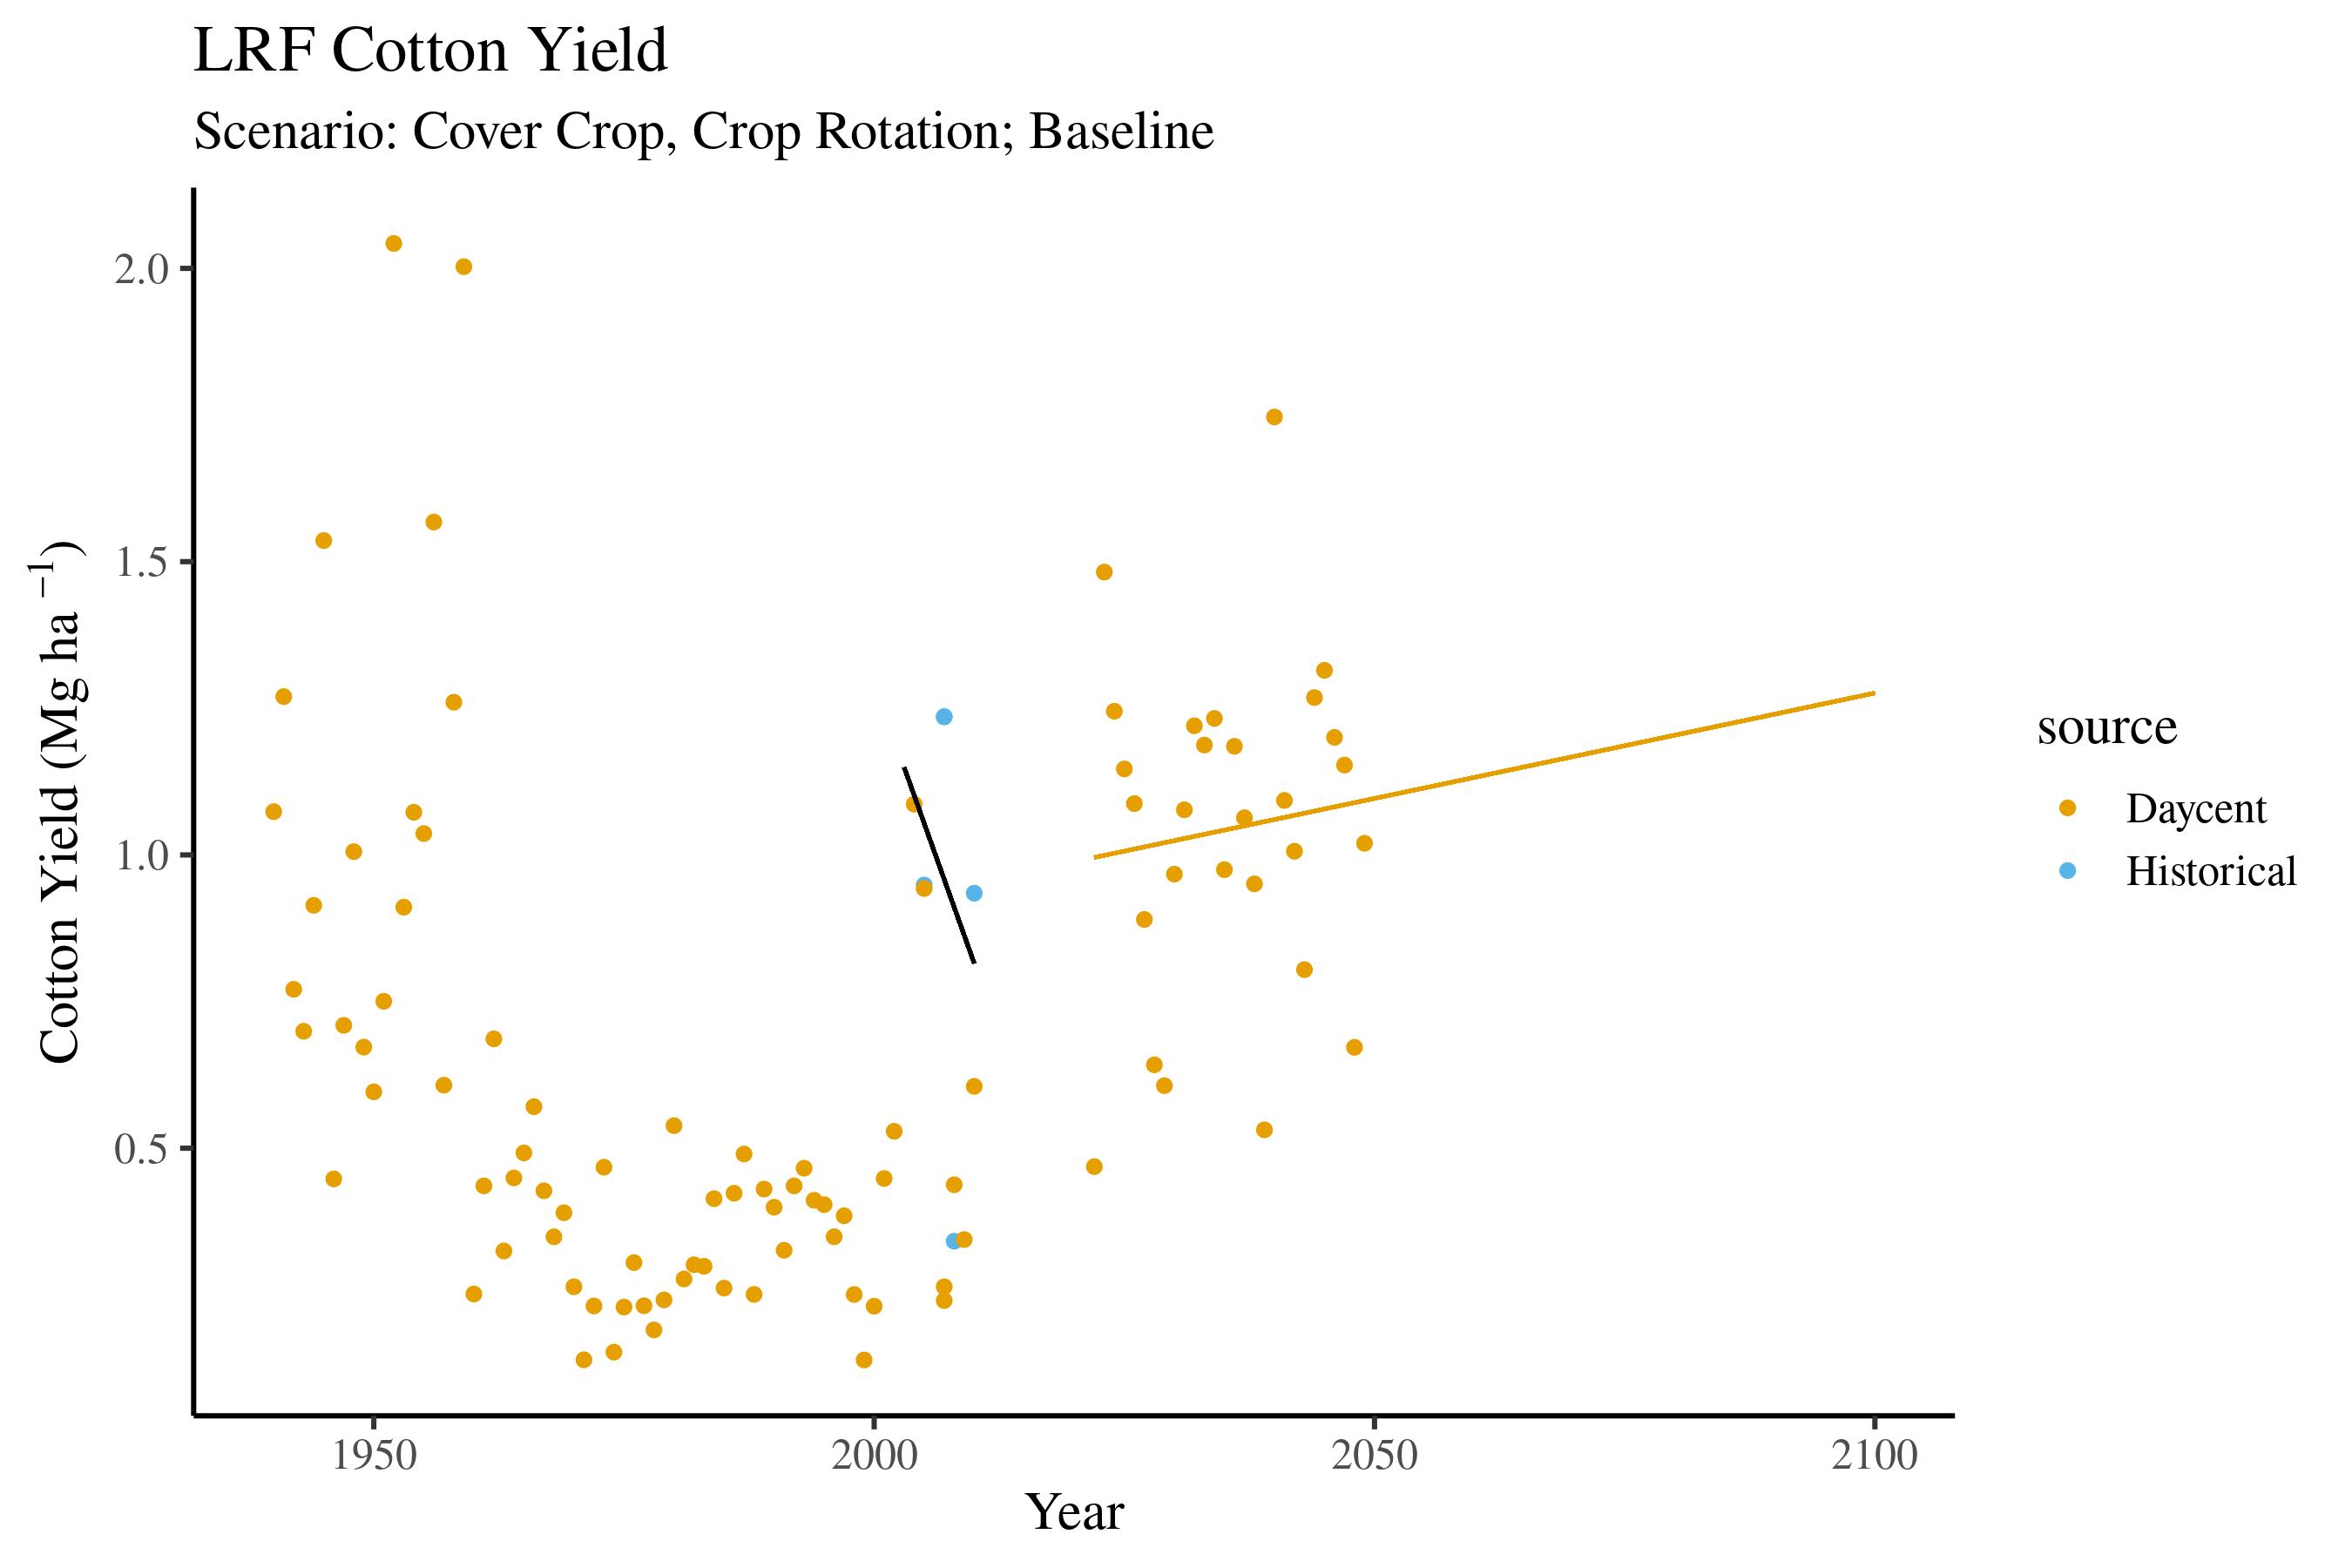 LRF Cotton Yield
Scenario: Cover Crop, Crop Rotation; Baseline
Cotton Yield (Mg ha −1)
2.0
1.5
1.0
0.5
1950
2000
2050
2100
Year
source
Daycent
Historical